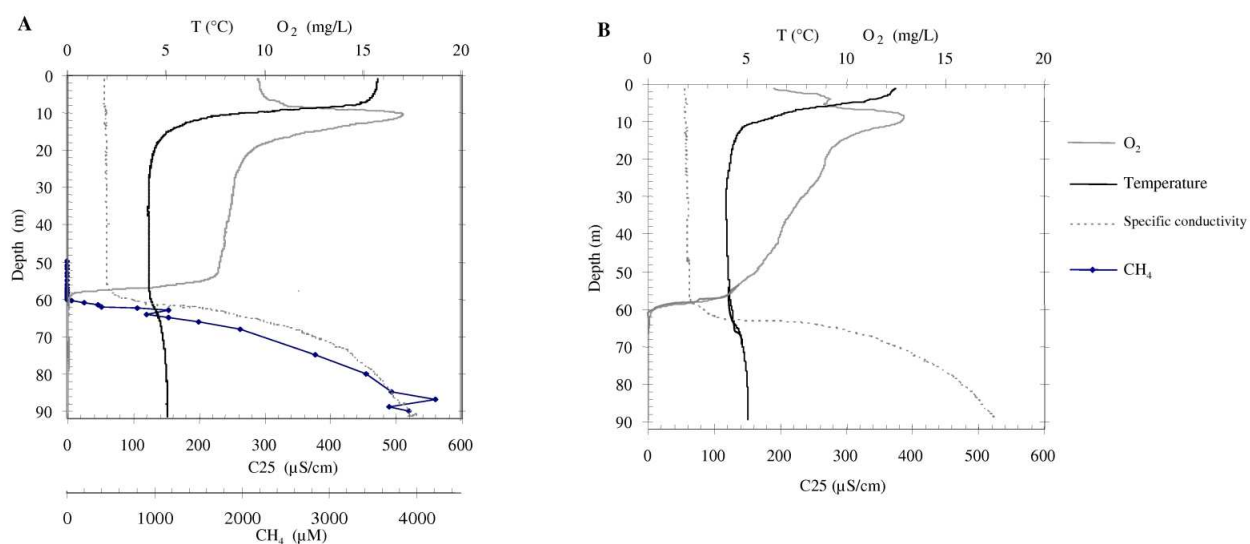 A
T (°C) O2 (mg/L)
0 5 10 15 20
0
10
20
30
40
50
60
70
80
90
Depth (m)
0 100 200 300 400 500 600
C25 (µS/cm)
0 1000 2000 3000 4000
CH4 (µM)
B
T (°C) O2 (mg/L)
0 5 10 15 20
0
10
20
30
40
50
60
70
80
90
Depth (m)
0 100 200 300 400 500 600
C25 (µS/cm)
O2
Temperature
Specific conductivity
CH4